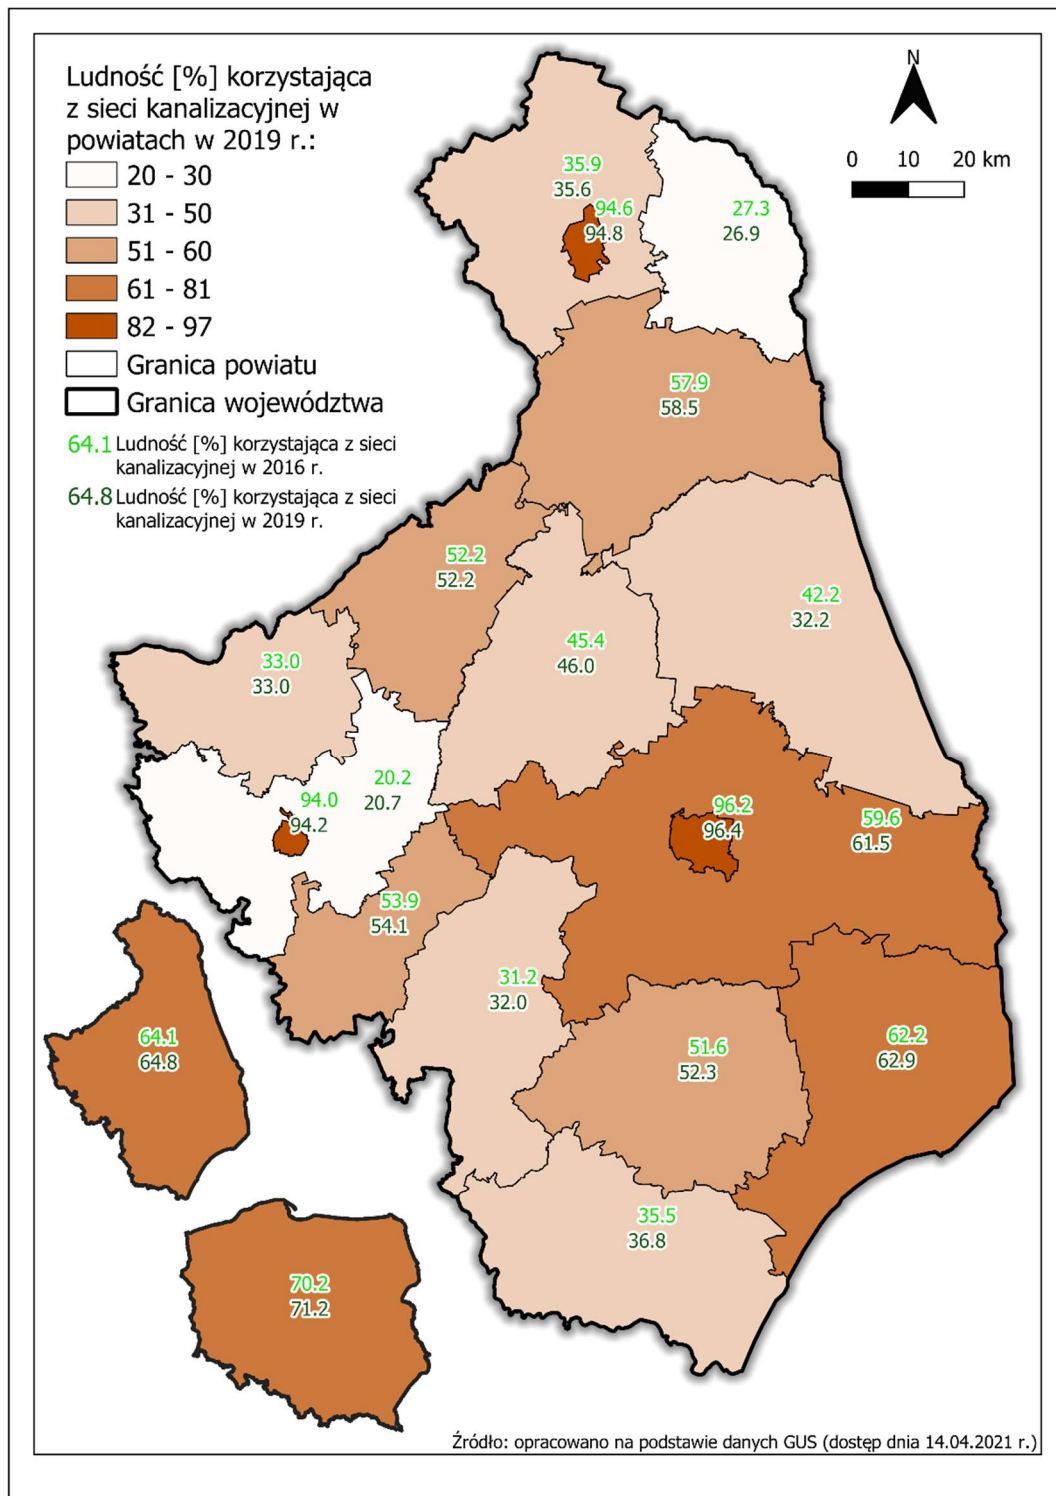 Ludność [%] korzystająca
z sieci kanalizacyjnej w
powiatach w 2019 r.:
20 - 30
31 - 50
51 - 60
61 - 81
82 - 97
Granica powiatu
Granica województwa
64.1 Ludność [%] korzystająca z sieci
kanalizacyjnej w 2016 r.
64.8 Ludność [%] korzystająca z sieci
kanalizacyjnej w 2019 r.
N
0 10 20 km
35.9
35.6
94.6
94.8
27.3
26.9
57.9
58.5
52.2
52.2
42.2
32.2
45.4
46.0
33.0
33.0
20.2
20.7
94.0
94.2
96.2
96.4
59.6
61.5
53.9
54.1
31.2
32.0
51.6
52.3
62.2
62.9
64.1
64.8
35.5
36.8
70.2
71.2
Źródło: opracowano na podstawie danych GUS (dostęp dnia 14.04.2021 r.)